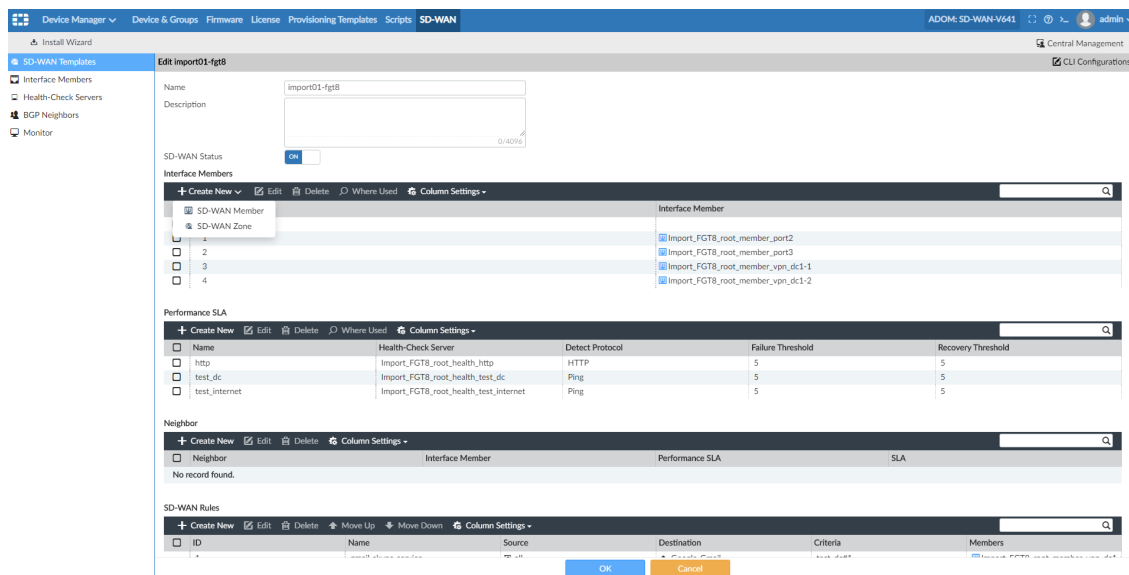 Device Manager Device & Groups Firmware License Provisioning Templates Scripts SD-WAN ADOM: SD-WAN-V641 admin
Install Wizard Central Management
SD-WAN Templates Edit import01-fgt8 CLI Configurations
Interface Members
Health-Check Servers
BGP Neighbors
Monitor
Name import01-fgt8
Description
0/4096
SD-WAN Status ON
Interface Members
+ Create New Edit Delete Where Used Column Settings
Interface Member
SD-WAN Member
SD-WAN Zone
1 Import_FGT8_root_member_port2
2 Import_FGT8_root_member_port3
3 Import_FGT8_root_member_vpn_dc1-1
4 Import_FGT8_root_member_vpn_dc1-2
Performance SLA
+ Create New Edit Delete Where Used Column Settings
Name Health-Check Server Detect Protocol Failure Threshold Recovery Threshold
http Import_FGT8_root_health_http HTTP 5 5
test_dc Import_FGT8_root_health_test_dc Ping 5 5
test_internet Import_FGT8_root_health_test_internet Ping 5 5
Neighbor
+ Create New Edit Delete Column Settings
Neighbor Interface Member Performance SLA SLA
No record found.
SD-WAN Rules
+ Create New Edit Delete Move Up Move Down Column Settings
ID Name Source Destination Criteria Members
OK Cancel